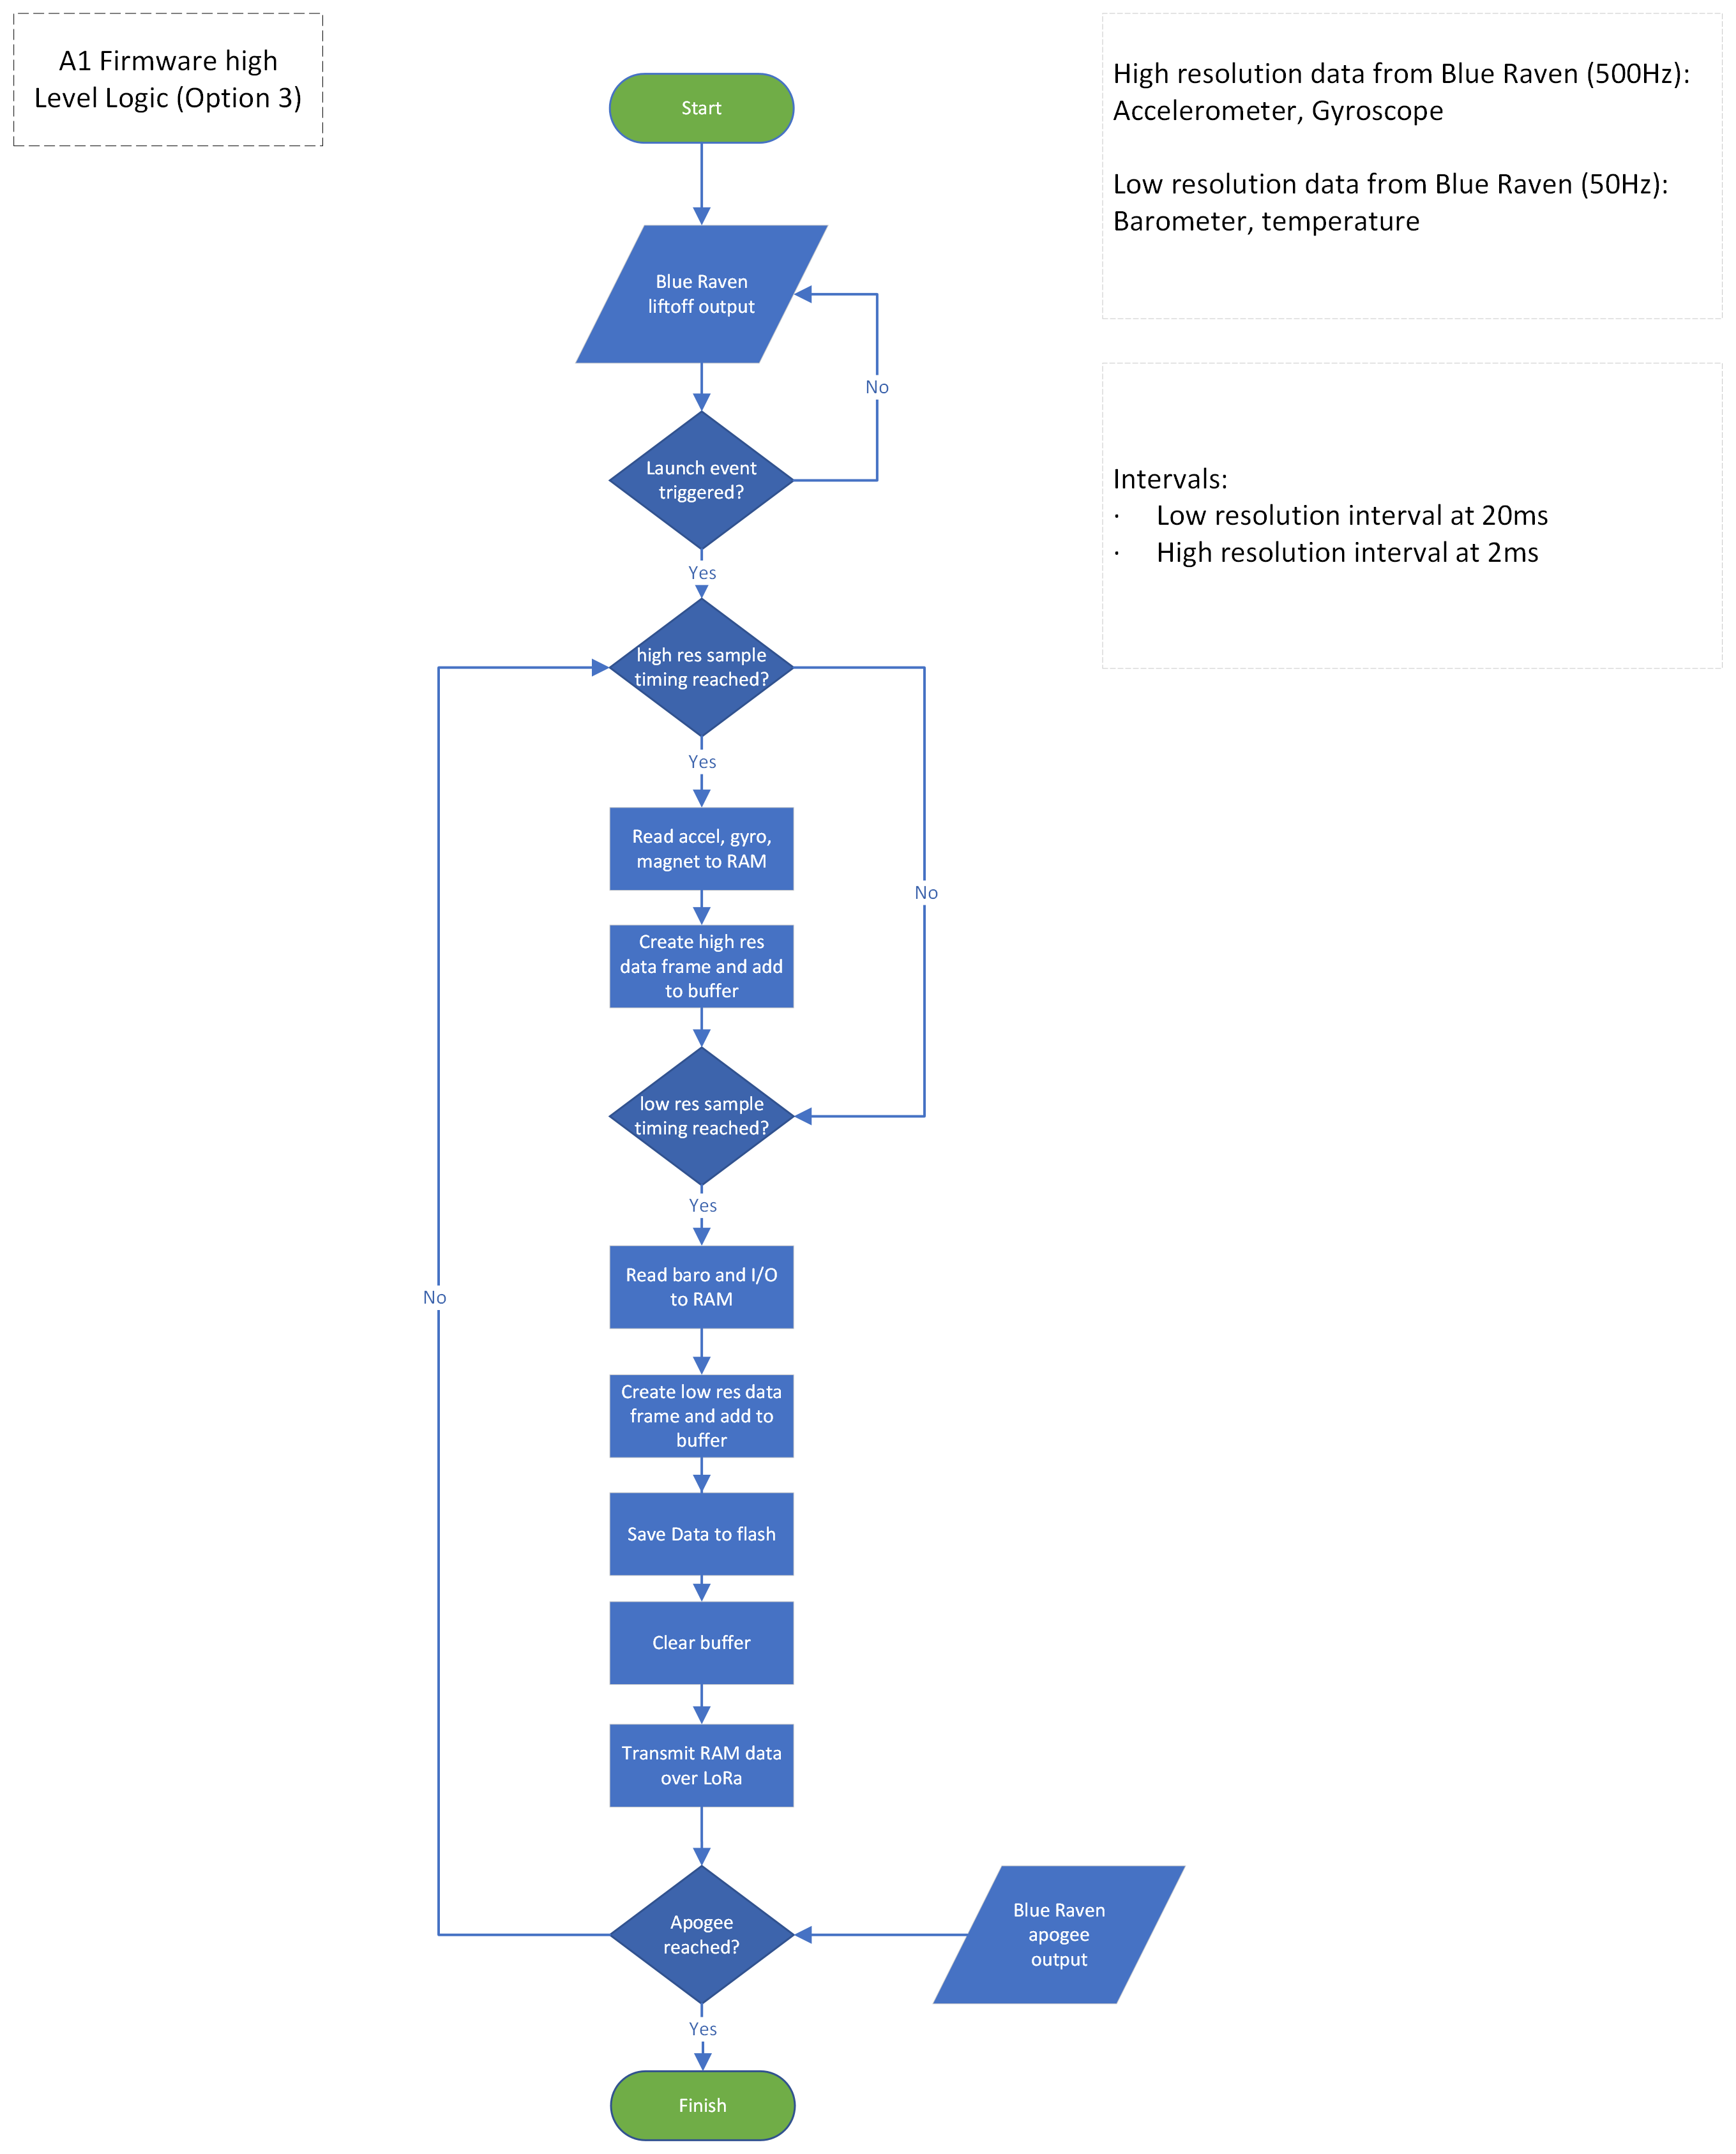 A1 Firmware high
Level Logic (Option 3)
High resolution data from Blue Raven (500Hz):
Accelerometer, Gyroscope
Low resolution data from Blue Raven (50Hz):
Barometer, temperature
Intervals:
· Low resolution interval at 20ms
· High resolution interval at 2ms
Start
Blue Raven
liftoff output
No
Launch event
triggered?
Yes
high res sample
timing reached?
Yes
Read accel, gyro,
magnet to RAM
No
Create high res
data frame and add
to buffer
low res sample
timing reached?
Yes
Read baro and I/O
to RAM
No
Create low res data
frame and add to
buffer
Save Data to flash
Clear buffer
Transmit RAM data
over LoRa
Apogee
reached?
Blue Raven
apogee
output
Yes
Finish